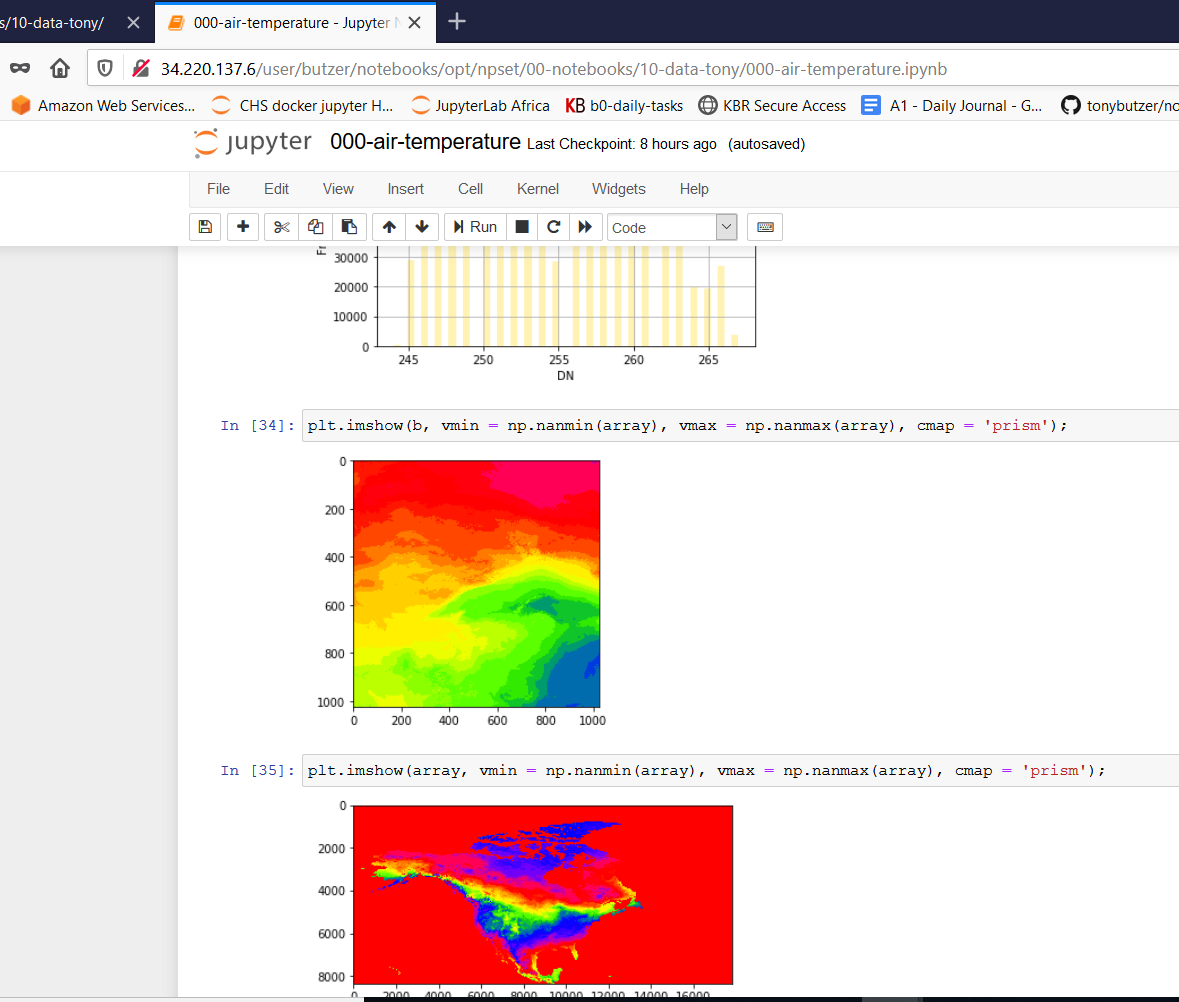 s/10-data-tony/
000-air-temperature - Jupyter N
34.220.137.6/user/butzer/notebooks/opt/npset/00-notebooks/10-data-tony/000-air-temperature.ipynb
Amazon Web Services... CHS docker jupyter H... JupyterLab Africa KB b0-daily-tasks KBR Secure Access A1 - Daily Journal - G... tonybutzer/no
jupyter 000-air-temperature Last Checkpoint: 8 hours ago (autosaved)
File Edit View Insert Cell Kernel Widgets Help
Run Code
Fr
30000
20000
10000
0
245 250 255 260 265
DN
In [34]: plt.imshow(b, vmin = np.nanmin(array), vmax = np.nanmax(array), cmap = 'prism');
0
200
400
600
800
1000
0 200 400 600 800 1000
In [35]: plt.imshow(array, vmin = np.nanmin(array), vmax = np.nanmax(array), cmap = 'prism');
0
2000
4000
6000
8000
0 2000 4000 6000 8000 10000 12000 14000 16000